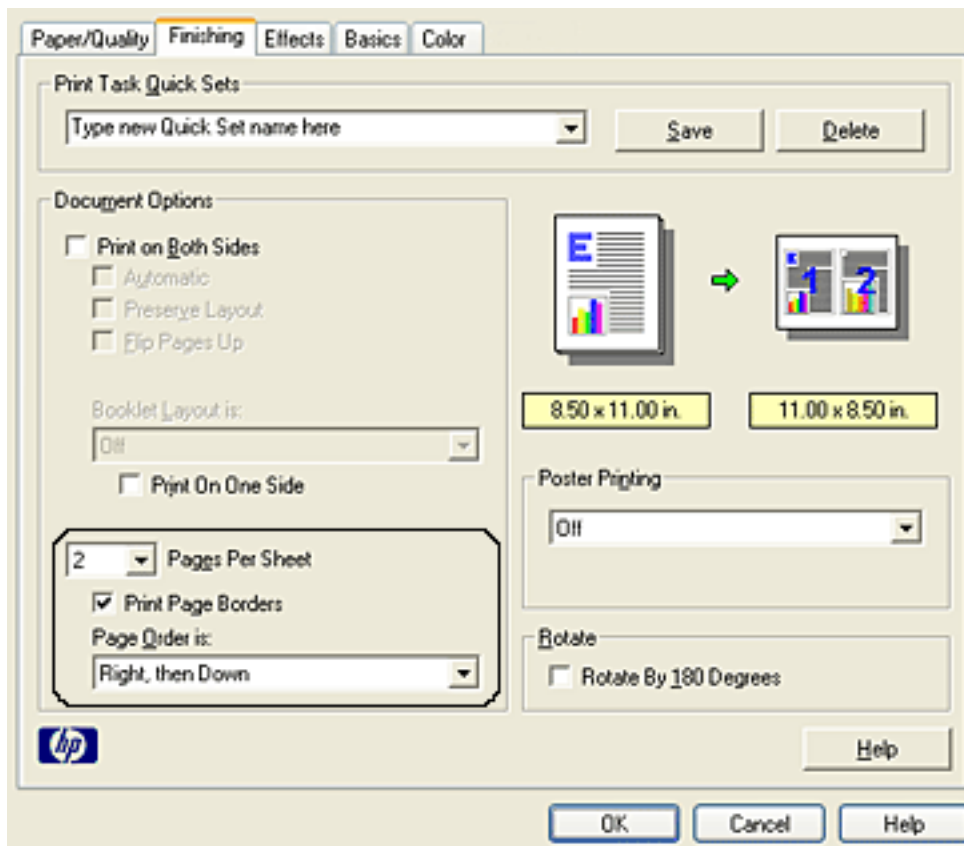 Paper/Quality Finishing Effects Basics Color
Print Task Quick Sets
Type new Quick Set name here Save Delete
Document Options
Print on Both Sides
Automatic
Preserve Layout
Flip Pages Up
E
1 2
8.50 x 11.00 in. 11.00 x 8.50 in.
Booklet Layout is:
Off
Print On One Side
Poster Printing
Off
2 Pages Per Sheet
Print Page Borders
Page Order is:
Right, then Down
Rotate
Rotate By 180 Degrees
hp
Help
OK Cancel Help